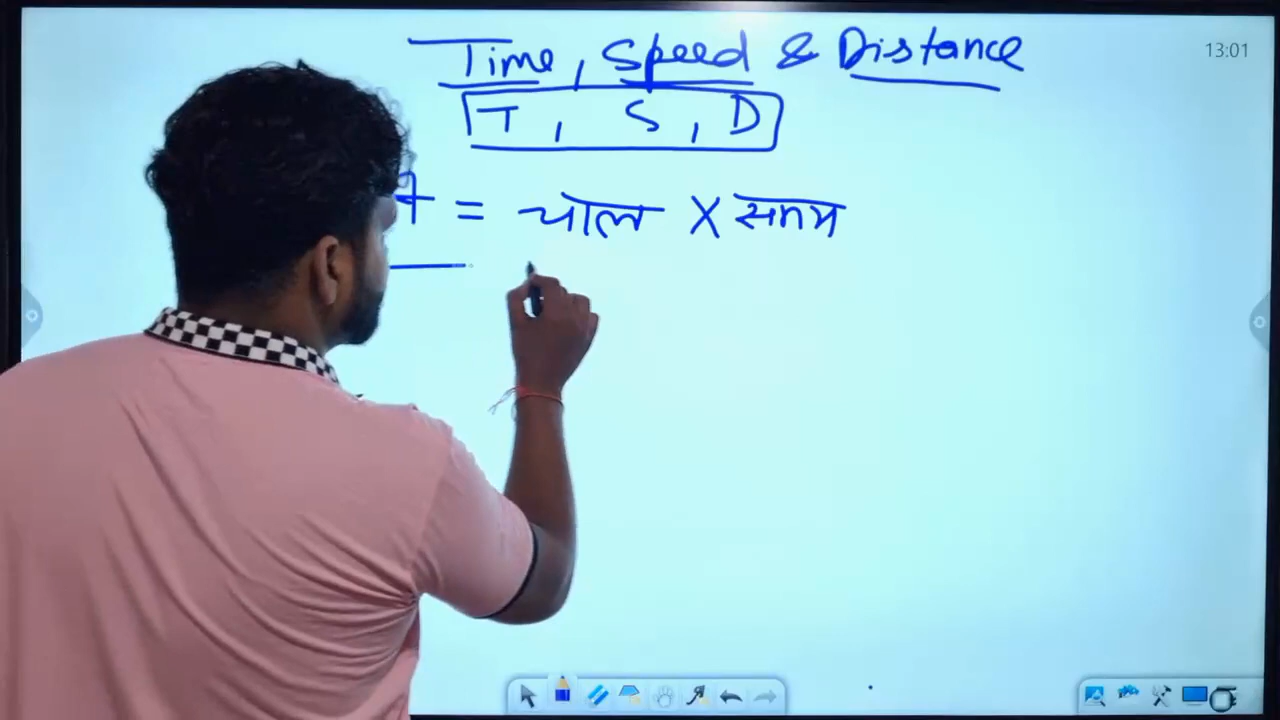 Time, Speed & Distance
13:01
T, S, D
= चाल X समय